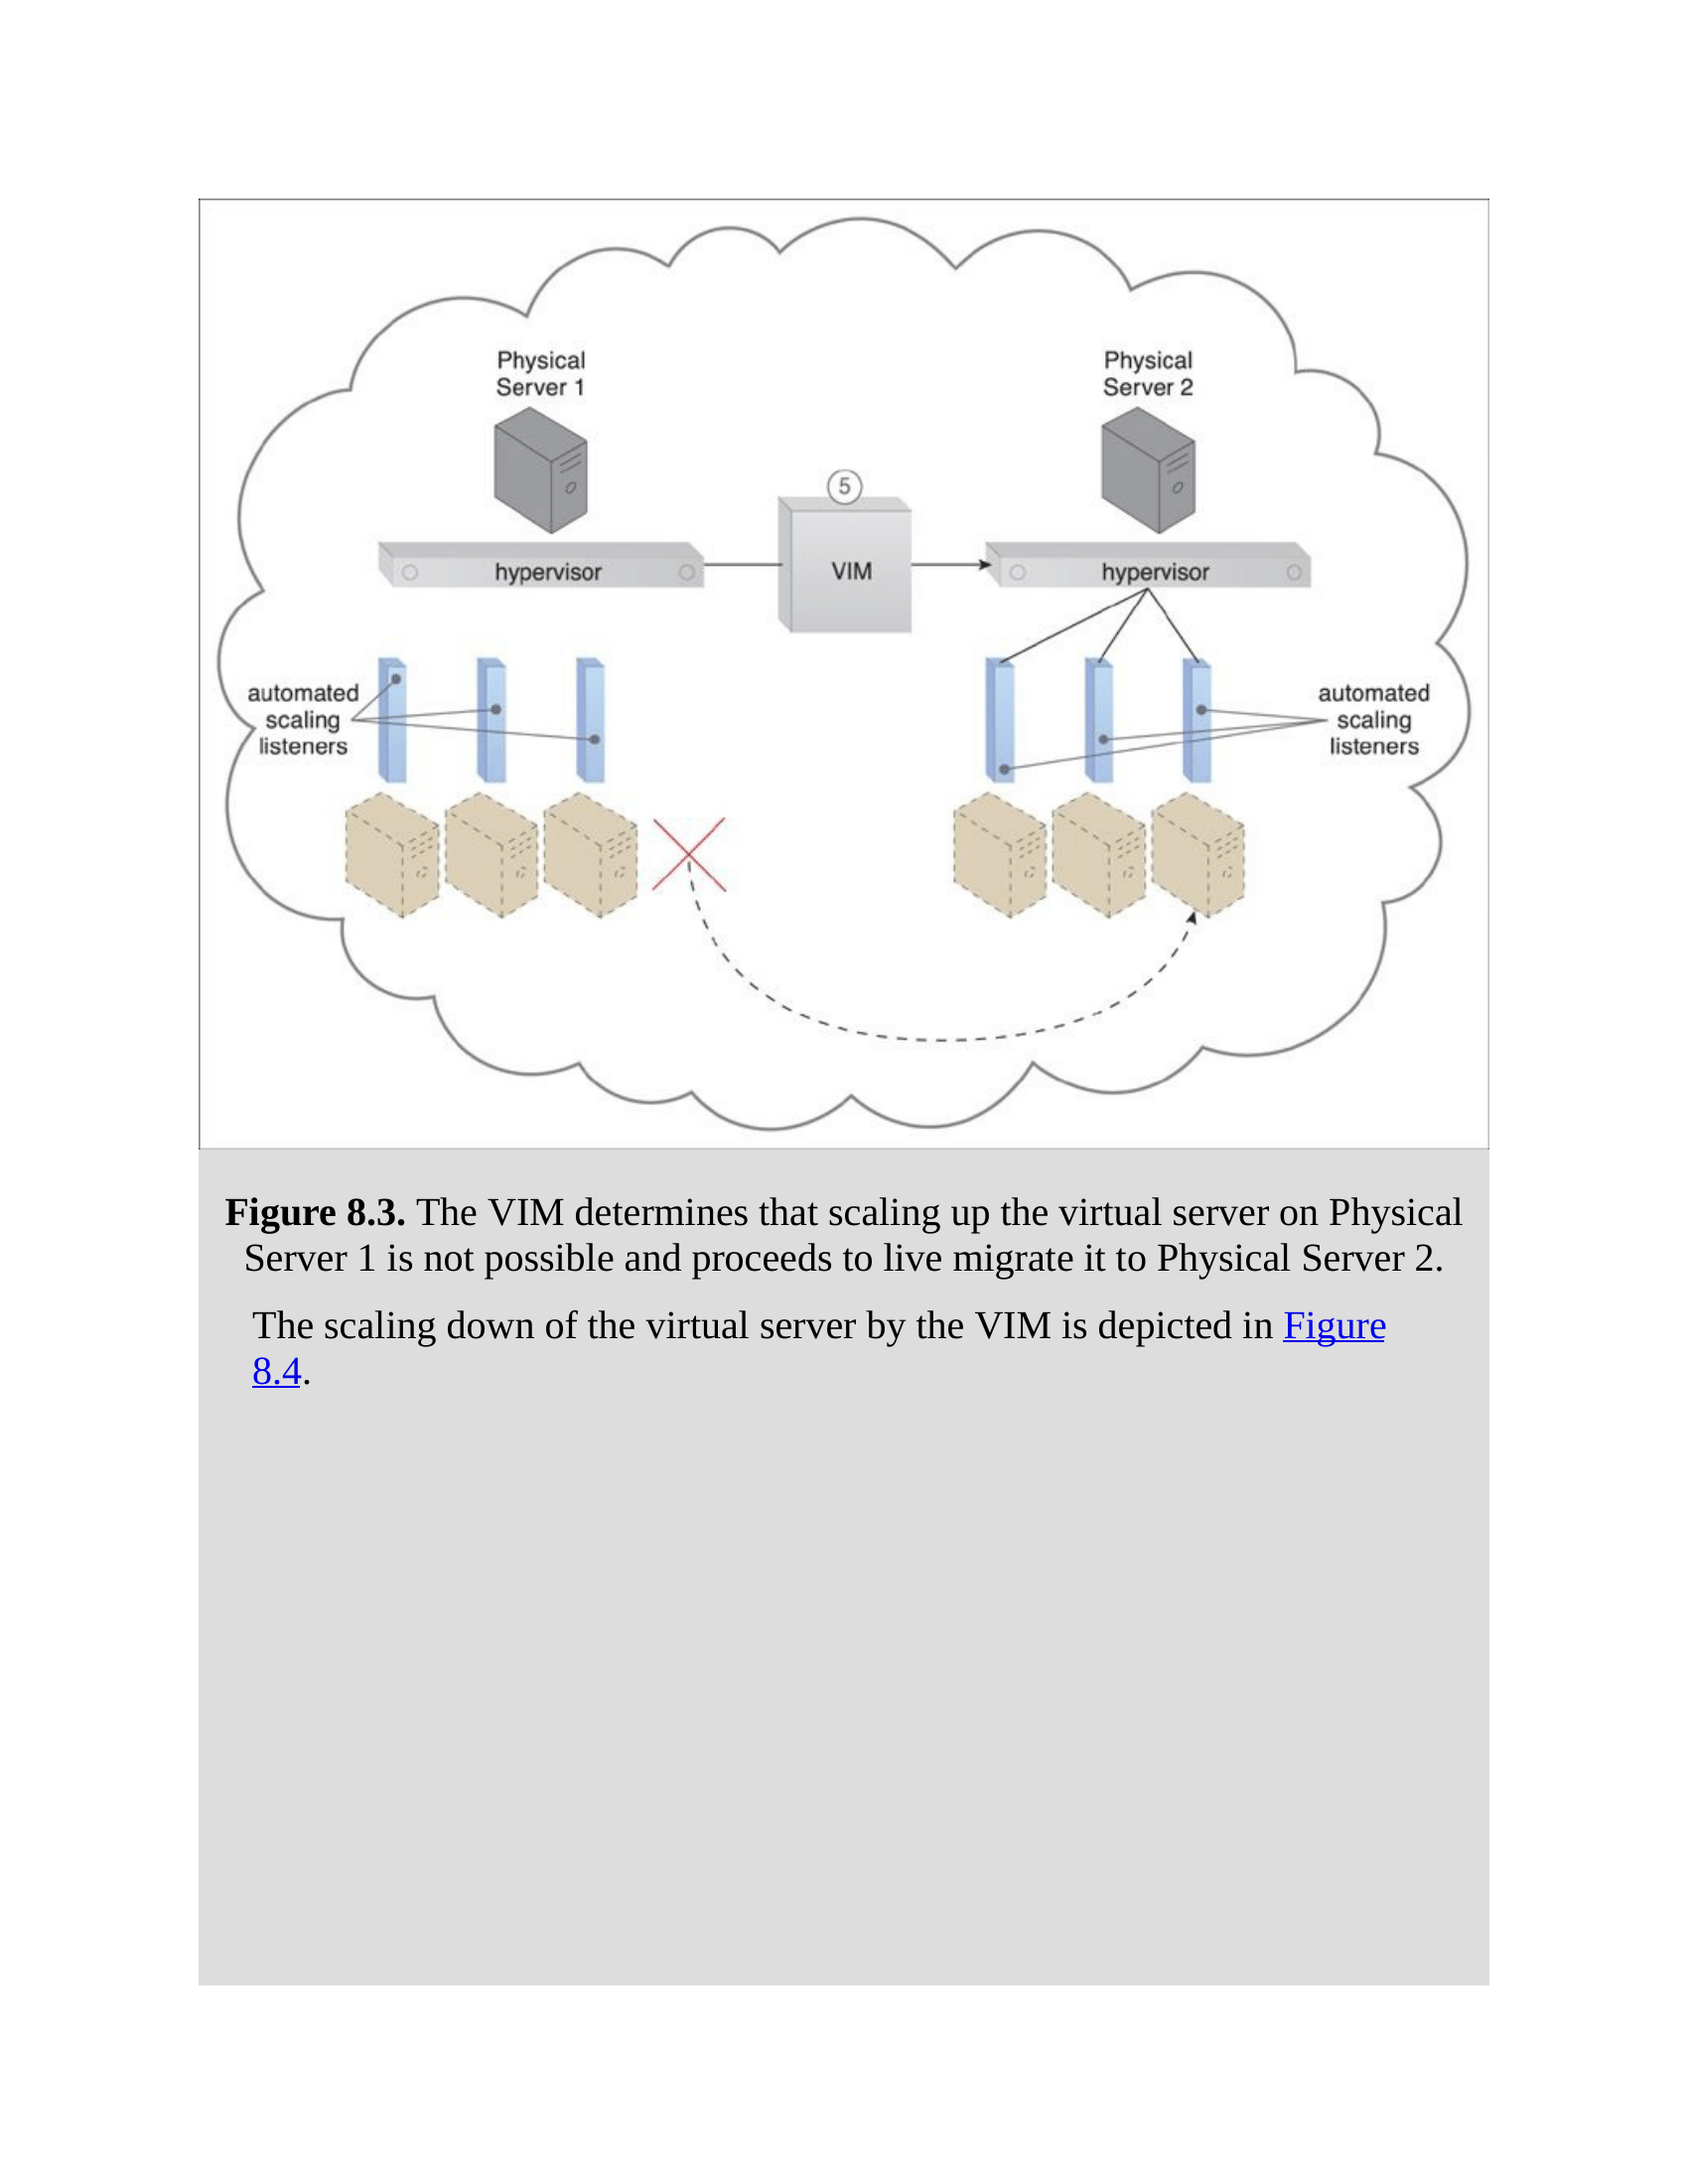 Physical
Server 1
Physical
Server 2
5
hypervisor
VIM
hypervisor
automated
scaling
listeners
automated
scaling
listeners
Figure 8.3. The VIM determines that scaling up the virtual server on Physical
Server 1 is not possible and proceeds to live migrate it to Physical Server 2.
The scaling down of the virtual server by the VIM is depicted in Figure
8.4.